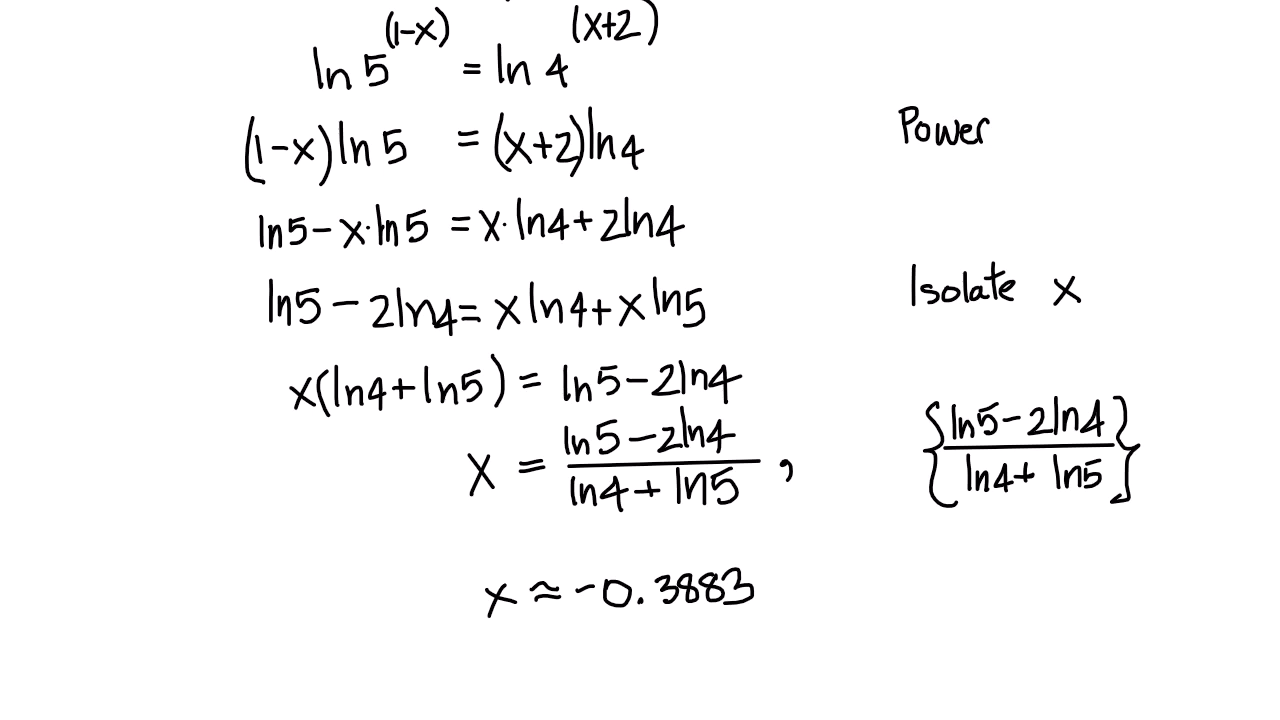 ln 5^(1-x) = ln 4^(x+2)
(1-x) ln 5 = (x+2) ln 4 Power
ln5 - x·ln5 = x·ln4 + 2ln4
ln5 - 2ln4 = x ln4 + x ln5 Isolate x
x(ln4 + ln5) = ln5 - 2ln4
x = (ln5 - 2ln4)/(ln4 + ln5) , {(ln5 - 2ln4)/(ln4 + ln5)}
x ≈ -0.3883